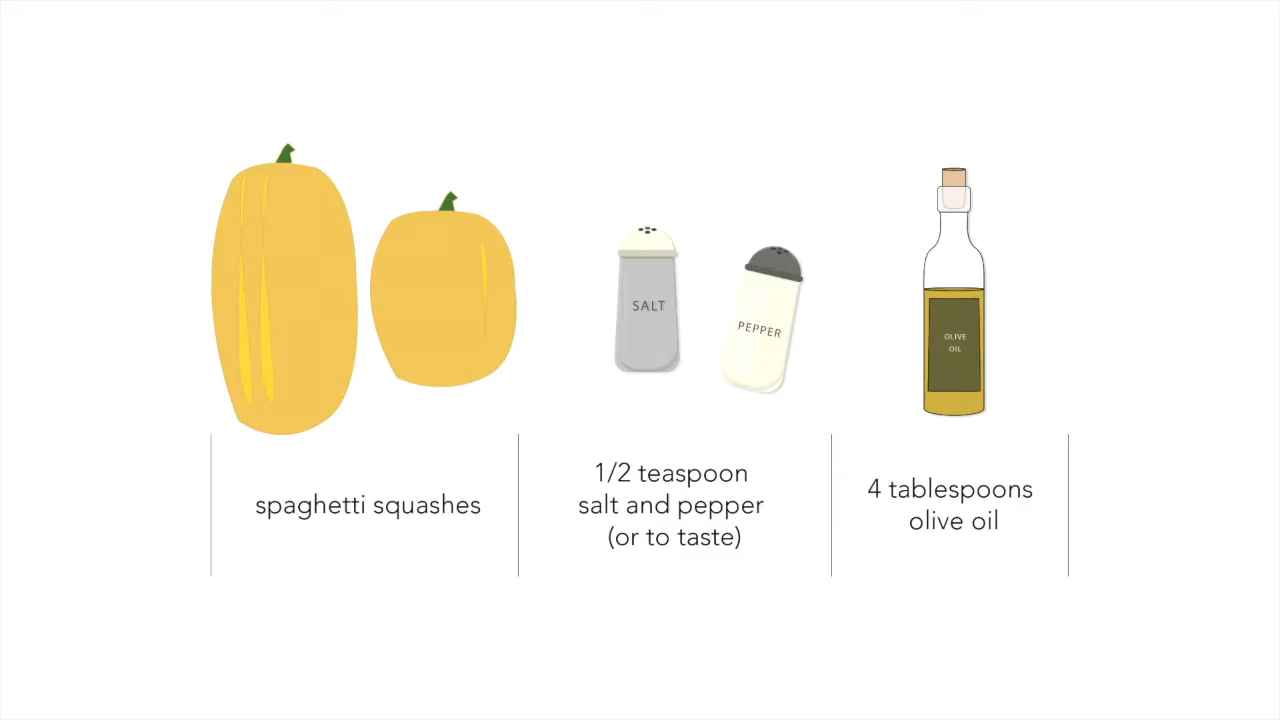 SALT
PEPPER
OLIVE
OIL
spaghetti squashes
1/2 teaspoon
salt and pepper
(or to taste)
4 tablespoons
olive oil